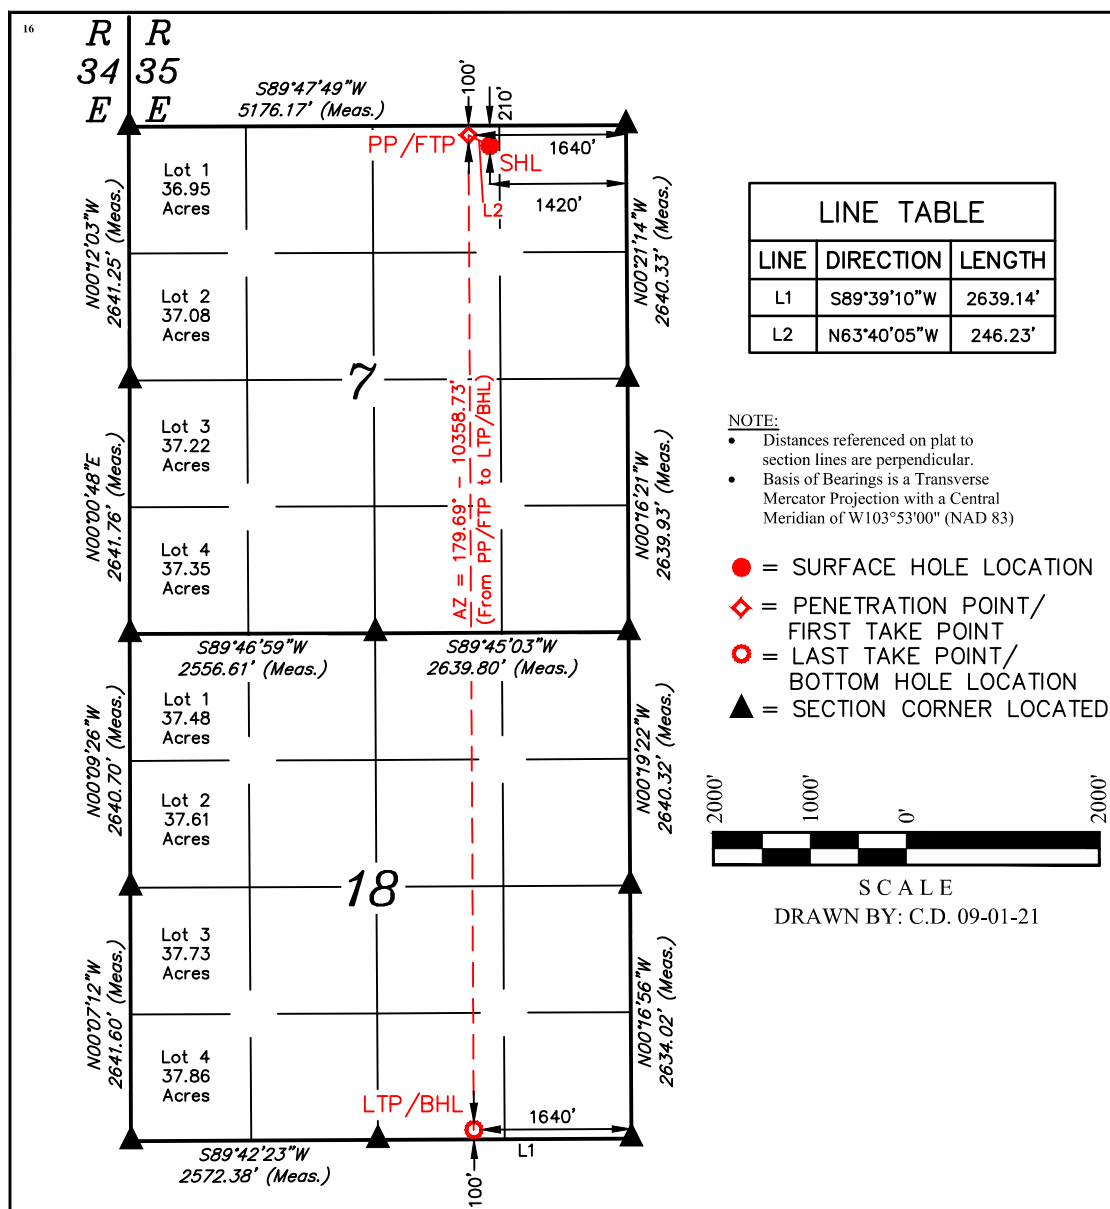 16
R R
34 35
E E
S89°47'49"W
5176.17' (Meas.)
100'
210'
PP/FTP
SHL
1640'
1420'
L2
Lot 1
36.95
Acres
Lot 2
37.08
Acres
Lot 3
37.22
Acres
Lot 4
37.35
Acres
N00°12'03"W
2641.25' (Meas.)
N00°00'48"E
2641.76' (Meas.)
N00°21'14"W
2640.33' (Meas.)
N00°16'21"W
2639.93' (Meas.)
7
AZ = 179.69° - 10358.73'
(From PP/FTP to LTP/BHL)
S89°46'59"W
2556.61' (Meas.)
S89°45'03"W
2639.80' (Meas.)
Lot 1
37.48
Acres
Lot 2
37.61
Acres
Lot 3
37.73
Acres
Lot 4
37.86
Acres
N00°09'26"W
2640.70' (Meas.)
N00°07'12"W
2641.60' (Meas.)
N00°19'22"W
2640.32' (Meas.)
N00°16'56"W
2634.02' (Meas.)
18
LTP/BHL
1640'
L1
100'
S89°42'23"W
2572.38' (Meas.)
LINE TABLE
LINE DIRECTION LENGTH
L1 S89°39'10"W 2639.14'
L2 N63°40'05"W 246.23'
NOTE:
• Distances referenced on plat to
section lines are perpendicular.
• Basis of Bearings is a Transverse
Mercator Projection with a Central
Meridian of W103°53'00" (NAD 83)
= SURFACE HOLE LOCATION
= PENETRATION POINT/
FIRST TAKE POINT
= LAST TAKE POINT/
BOTTOM HOLE LOCATION
= SECTION CORNER LOCATED
2000' 1000' 0' 2000'
SCALE
DRAWN BY: C.D. 09-01-21